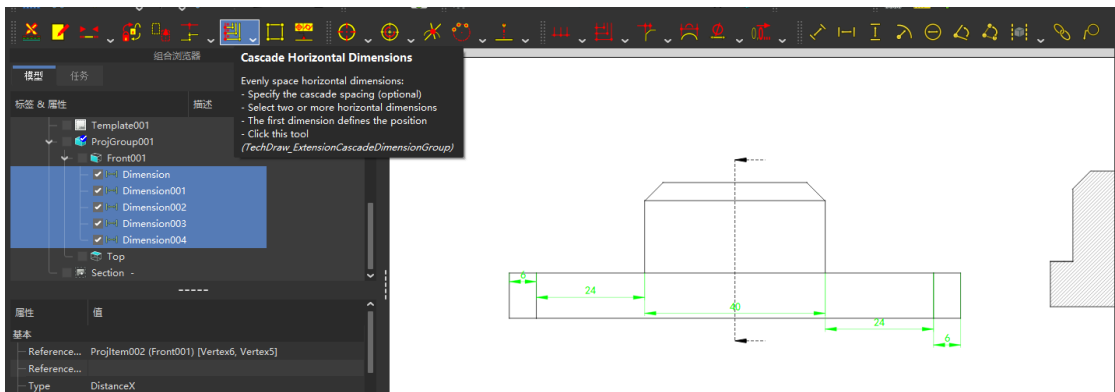 组合浏览器
模型
任务
标签 & 属性
描述
Template001
ProjGroup001
Front001
Dimension
Dimension001
Dimension002
Dimension003
Dimension004
Top
Section -
Cascade Horizontal Dimensions
Evenly space horizontal dimensions:
- Specify the cascade spacing (optional)
- Select two or more horizontal dimensions
- The first dimension defines the position
- Click this tool
(TechDraw_ExtensionCascadeDimensionGroup)
属性
值
基本
Reference... ProjItem002 (Front001) [Vertex6, Vertex5]
Reference...
Type DistanceX
6
24
40
24
6